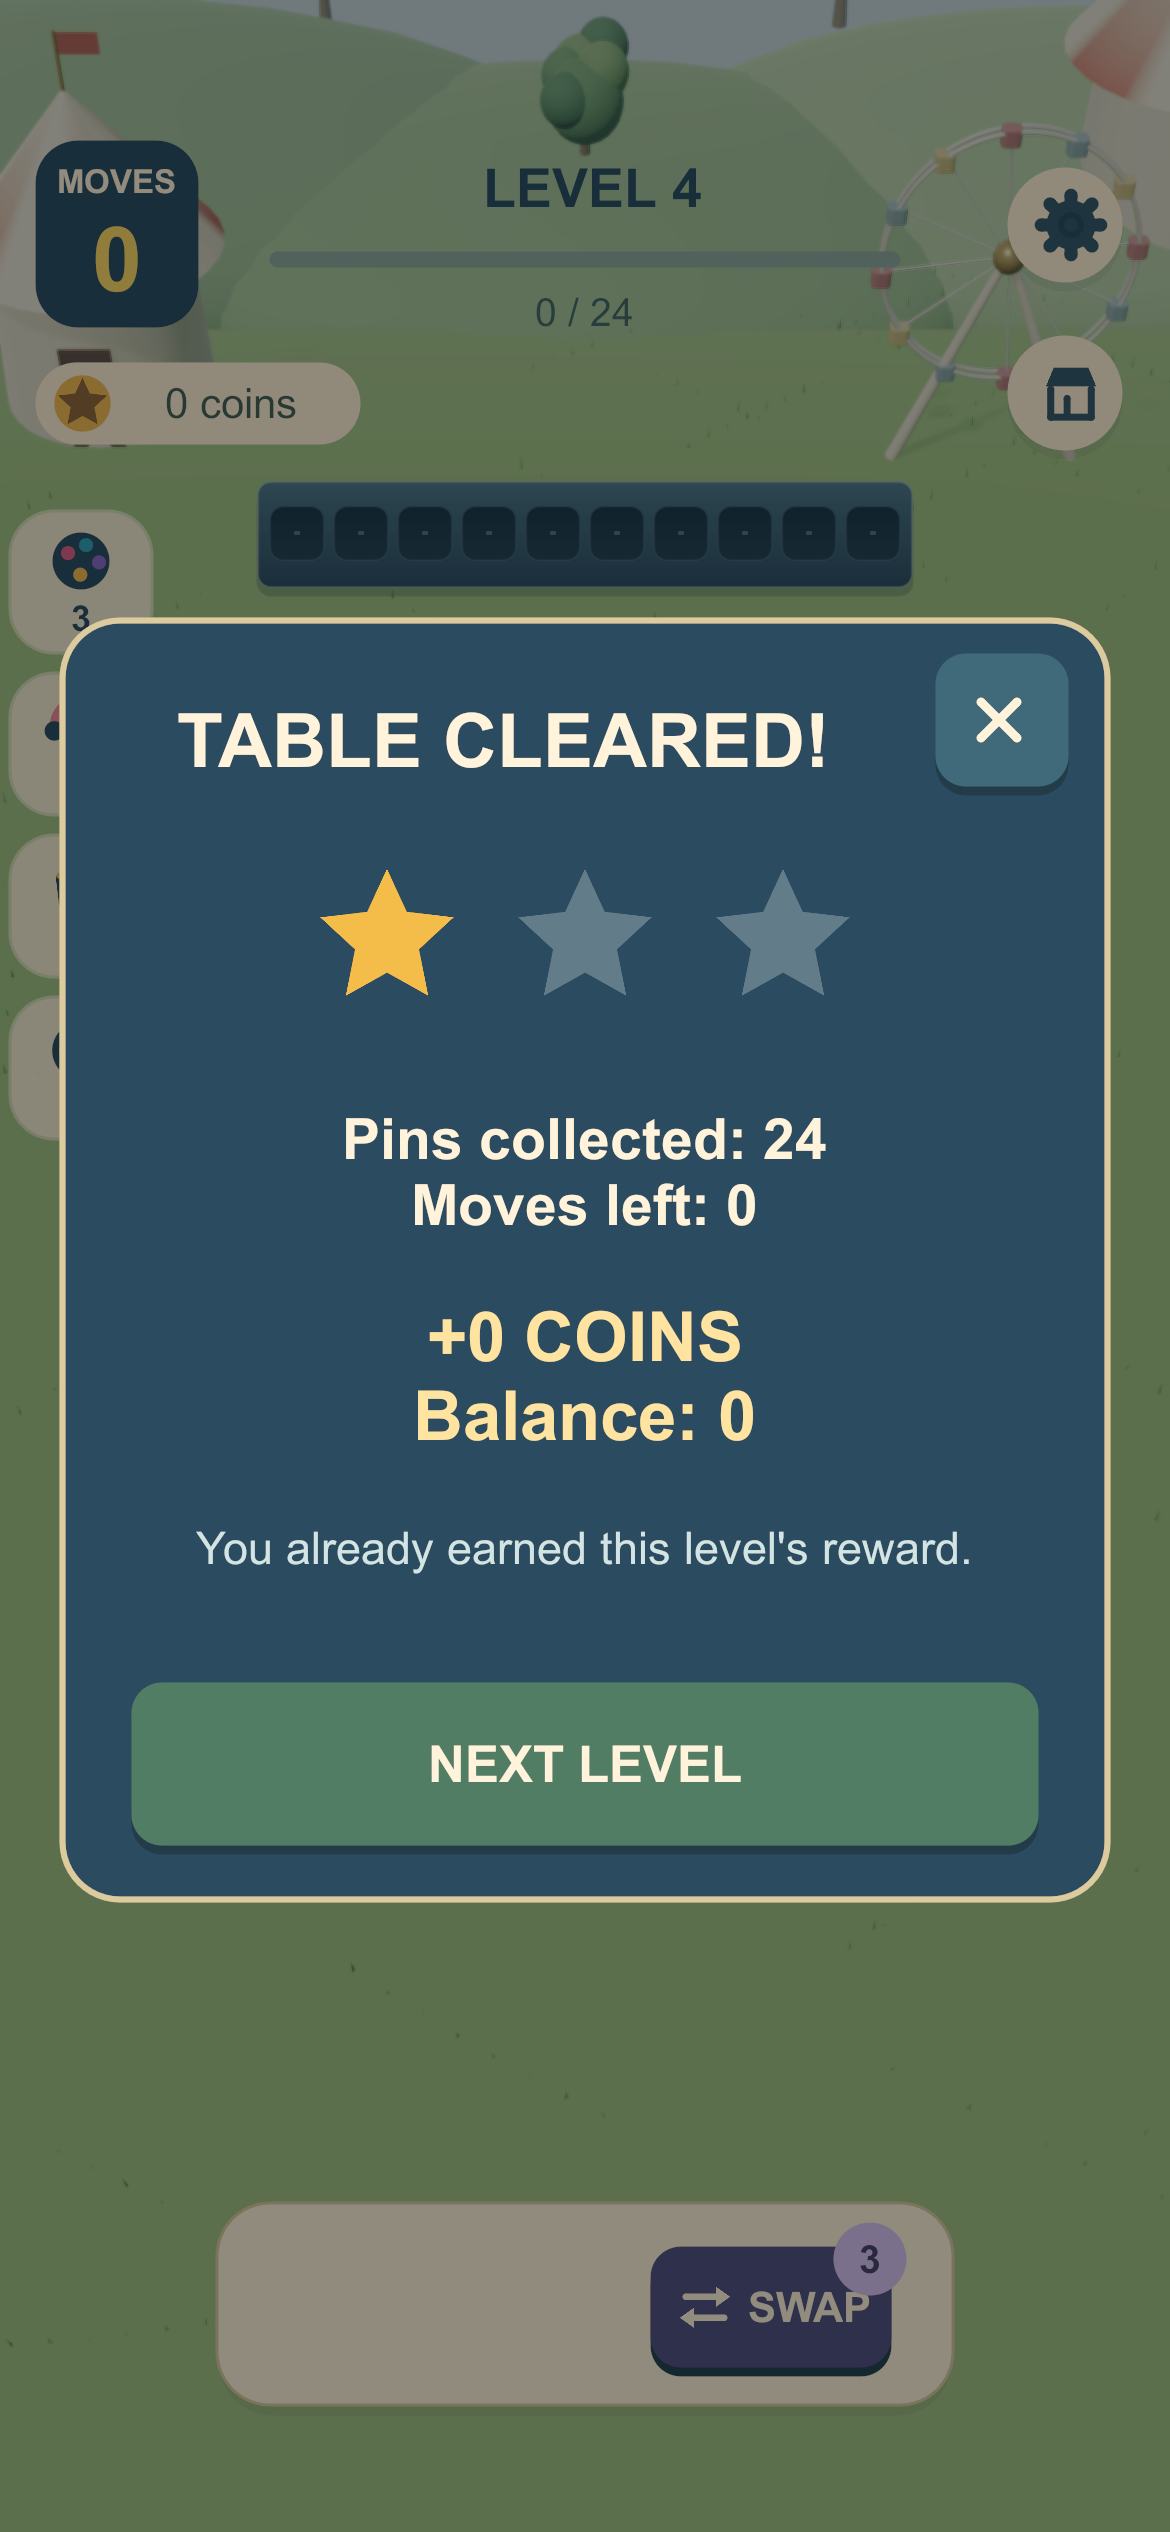 MOVES
0
LEVEL 4
0 / 24
0 coins
3
TABLE CLEARED!
Pins collected: 24
Moves left: 0
+0 COINS
Balance: 0
You already earned this level's reward.
NEXT LEVEL
3
SWAP